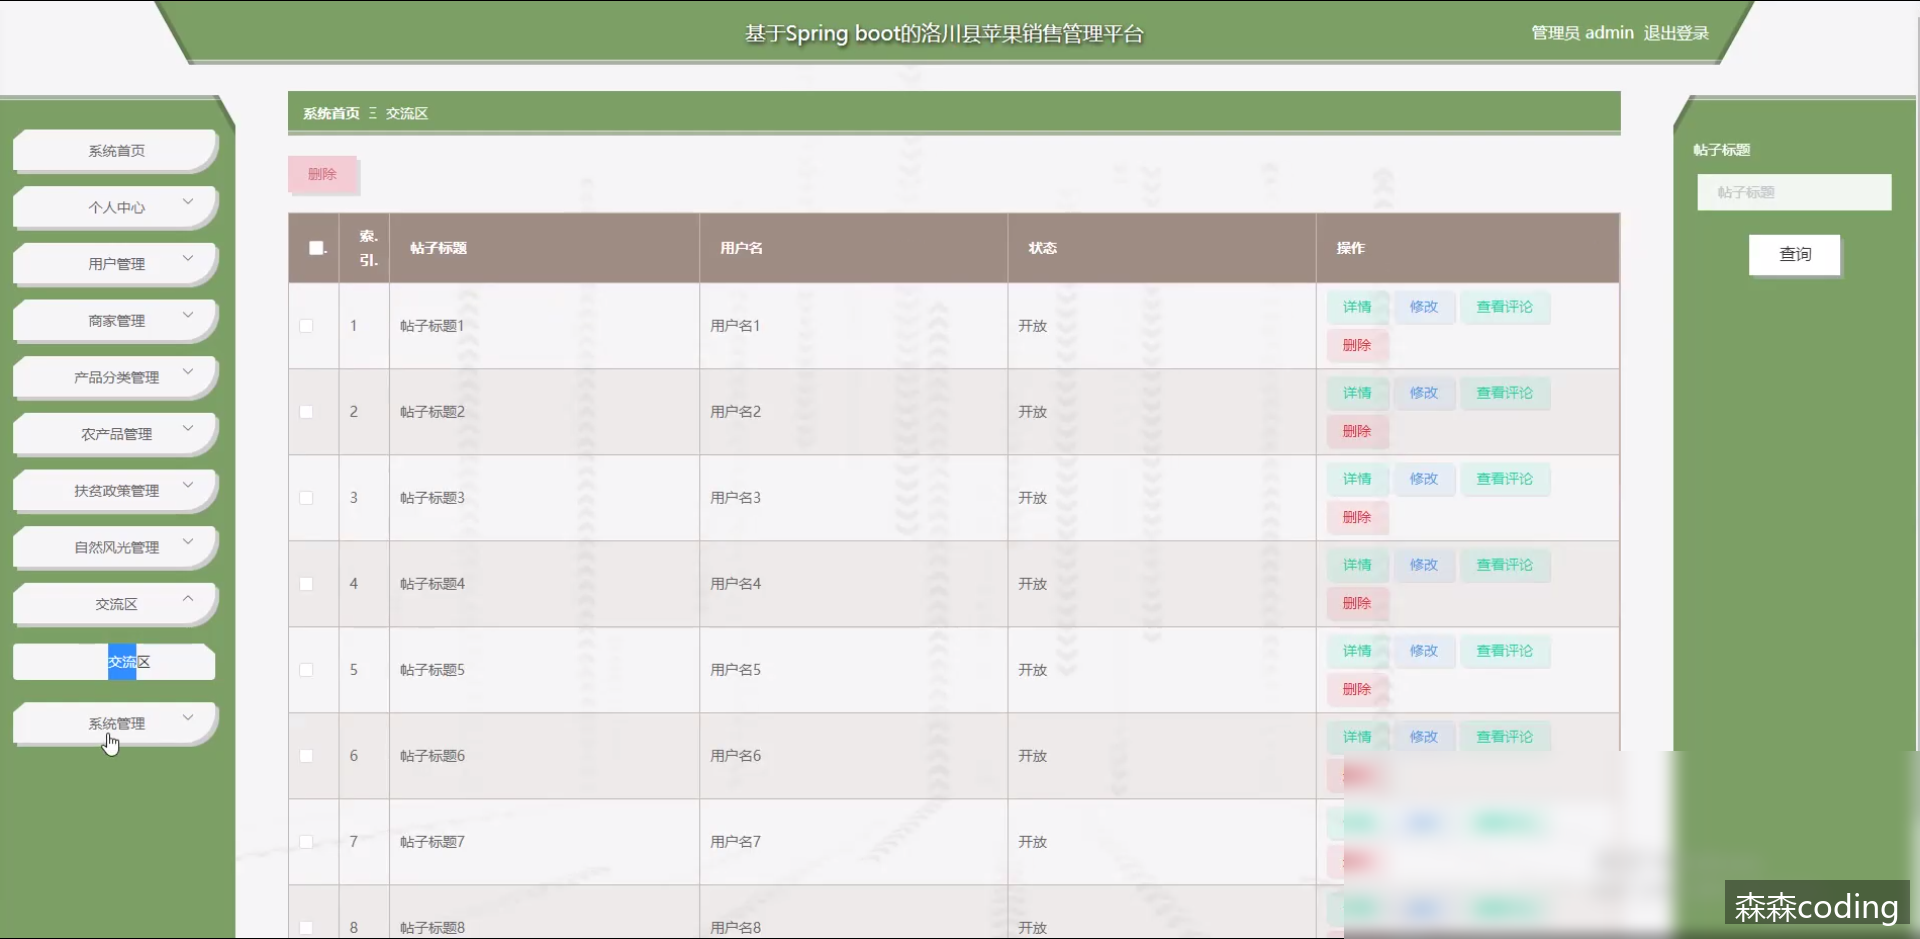 基于Spring boot的洛川县苹果销售管理平台
管理员 admin 退出登录
系统首页
个人中心
用户管理
商家管理
产品分类管理
农产品管理
扶贫政策管理
自然风光管理
交流区
交流区
系统管理
系统首页 Ξ 交流区
删除
索.引. 帖子标题 用户名 状态 操作
1 帖子标题1 用户名1 开放 详情 修改 查看评论 删除
2 帖子标题2 用户名2 开放 详情 修改 查看评论 删除
3 帖子标题3 用户名3 开放 详情 修改 查看评论 删除
4 帖子标题4 用户名4 开放 详情 修改 查看评论 删除
5 帖子标题5 用户名5 开放 详情 修改 查看评论 删除
6 帖子标题6 用户名6 开放 详情 修改 查看评论
7 帖子标题7 用户名7 开放
8 帖子标题8 用户名8 开放
帖子标题
帖子标题
查询
森森coding